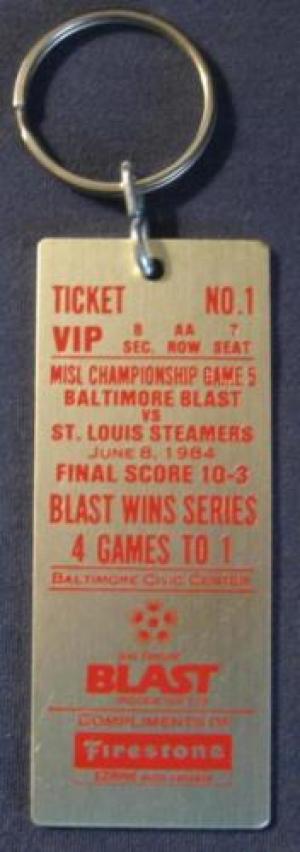 TICKET NO.1
VIP 8 AA 7
SEC. ROW SEAT
MISL CHAMPIONSHIP GAME 5
BALTIMORE BLAST
VS
ST. LOUIS STEAMERS
JUNE 8, 1984
FINAL SCORE 10-3
BLAST WINS SERIES
4 GAMES TO 1
BALTIMORE CIVIC CENTER
BALTIMORE
BLAST
COMPLIMENTS OF
Firestone